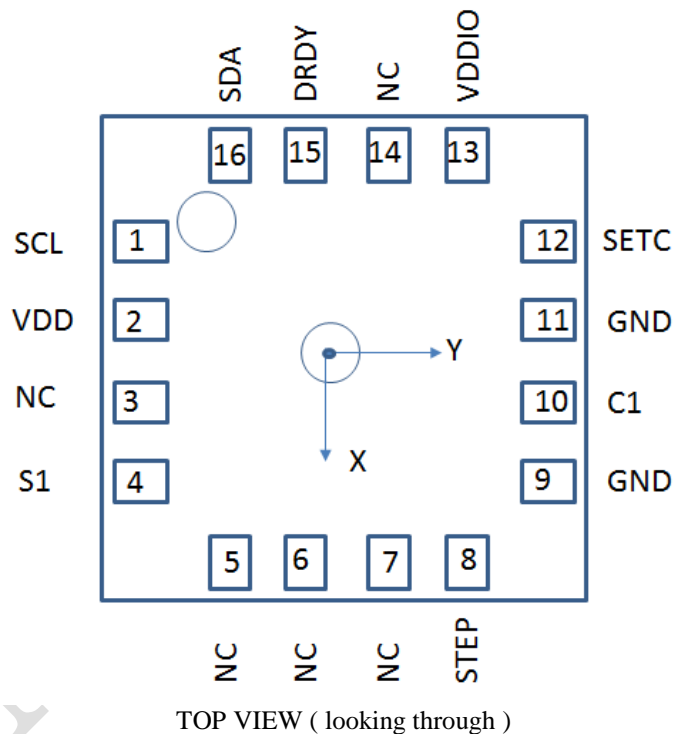 SDA
DRDY
NC
VDDIO
16
15
14
13
SCL
1
12
SETC
VDD
2
11
GND
Y
NC
3
10
C1
X
S1
4
9
GND
5
6
7
8
NC
NC
NC
STEP
TOP VIEW ( looking through )